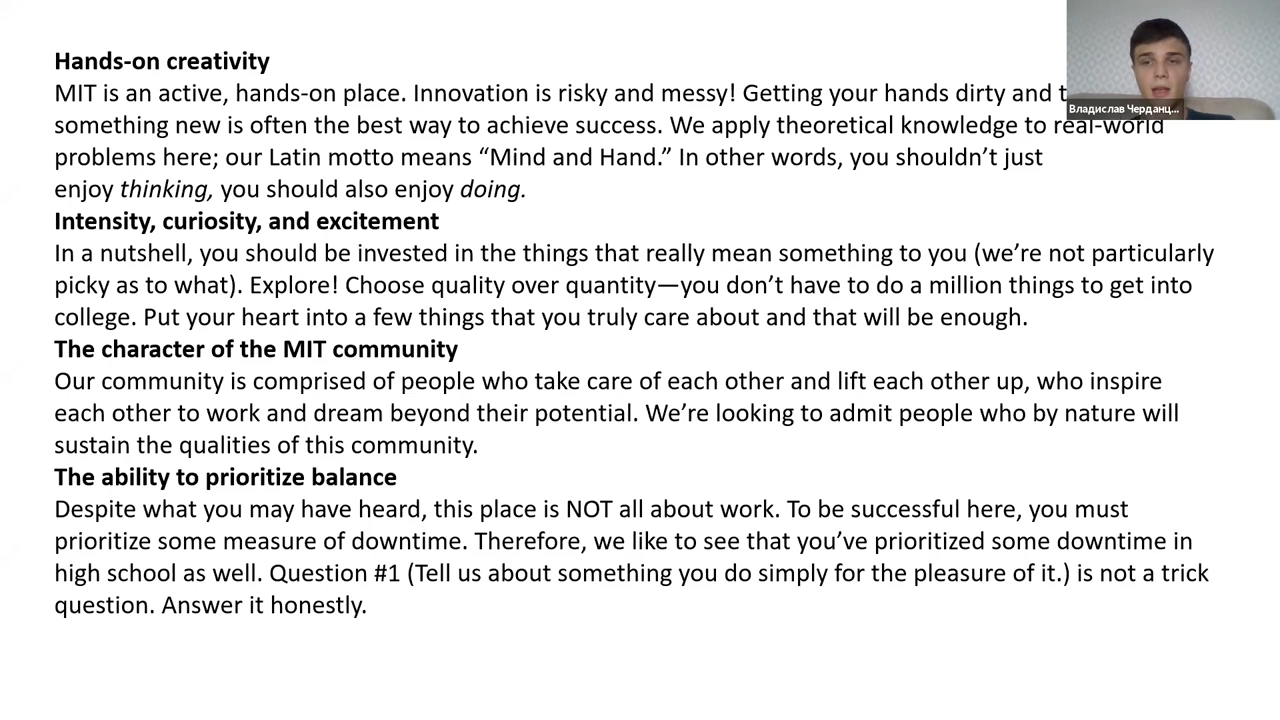 Hands-on creativity
MIT is an active, hands-on place. Innovation is risky and messy! Getting your hands dirty and
Владислав Черданц...
something new is often the best way to achieve success. We apply theoretical knowledge to real-world
problems here; our Latin motto means “Mind and Hand.” In other words, you shouldn’t just
enjoy thinking, you should also enjoy doing.
Intensity, curiosity, and excitement
In a nutshell, you should be invested in the things that really mean something to you (we’re not particularly
picky as to what). Explore! Choose quality over quantity—you don’t have to do a million things to get into
college. Put your heart into a few things that you truly care about and that will be enough.
The character of the MIT community
Our community is comprised of people who take care of each other and lift each other up, who inspire
each other to work and dream beyond their potential. We’re looking to admit people who by nature will
sustain the qualities of this community.
The ability to prioritize balance
Despite what you may have heard, this place is NOT all about work. To be successful here, you must
prioritize some measure of downtime. Therefore, we like to see that you’ve prioritized some downtime in
high school as well. Question #1 (Tell us about something you do simply for the pleasure of it.) is not a trick
question. Answer it honestly.